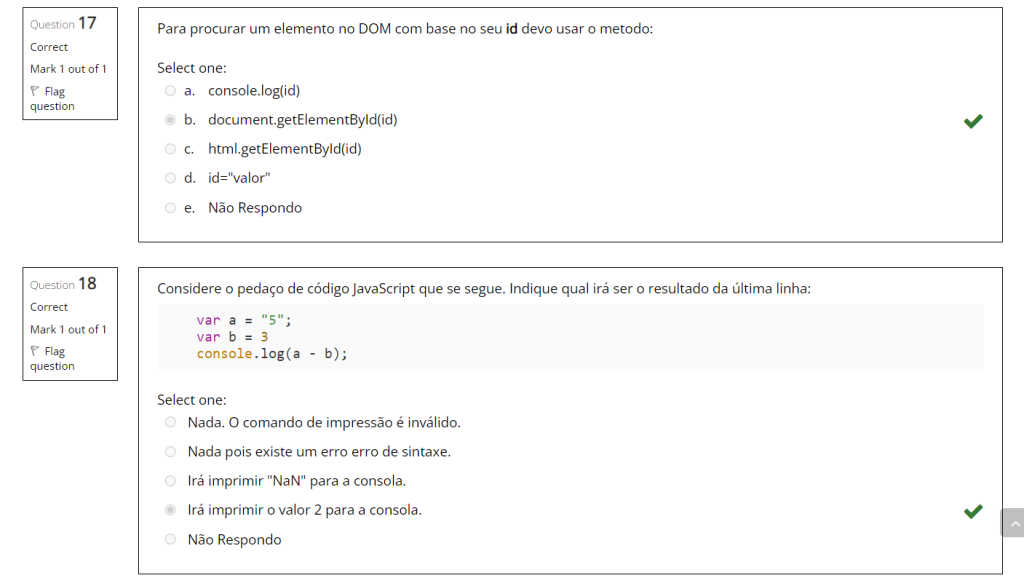 Question 17
Correct
Mark 1 out of 1
Flag
question
Para procurar um elemento no DOM com base no seu id devo usar o metodo:
Select one:
a. console.log(id)
b. document.getElementById(id)
c. html.getElementById(id)
d. id="valor"
e. Não Respondo
Question 18
Correct
Mark 1 out of 1
Flag
question
Considere o pedaço de código JavaScript que se segue. Indique qual irá ser o resultado da última linha:
var a = "5";
var b = 3
console.log(a - b);
Select one:
Nada. O comando de impressão é inválido.
Nada pois existe um erro erro de sintaxe.
Irá imprimir "NaN" para a consola.
Irá imprimir o valor 2 para a consola.
Não Respondo